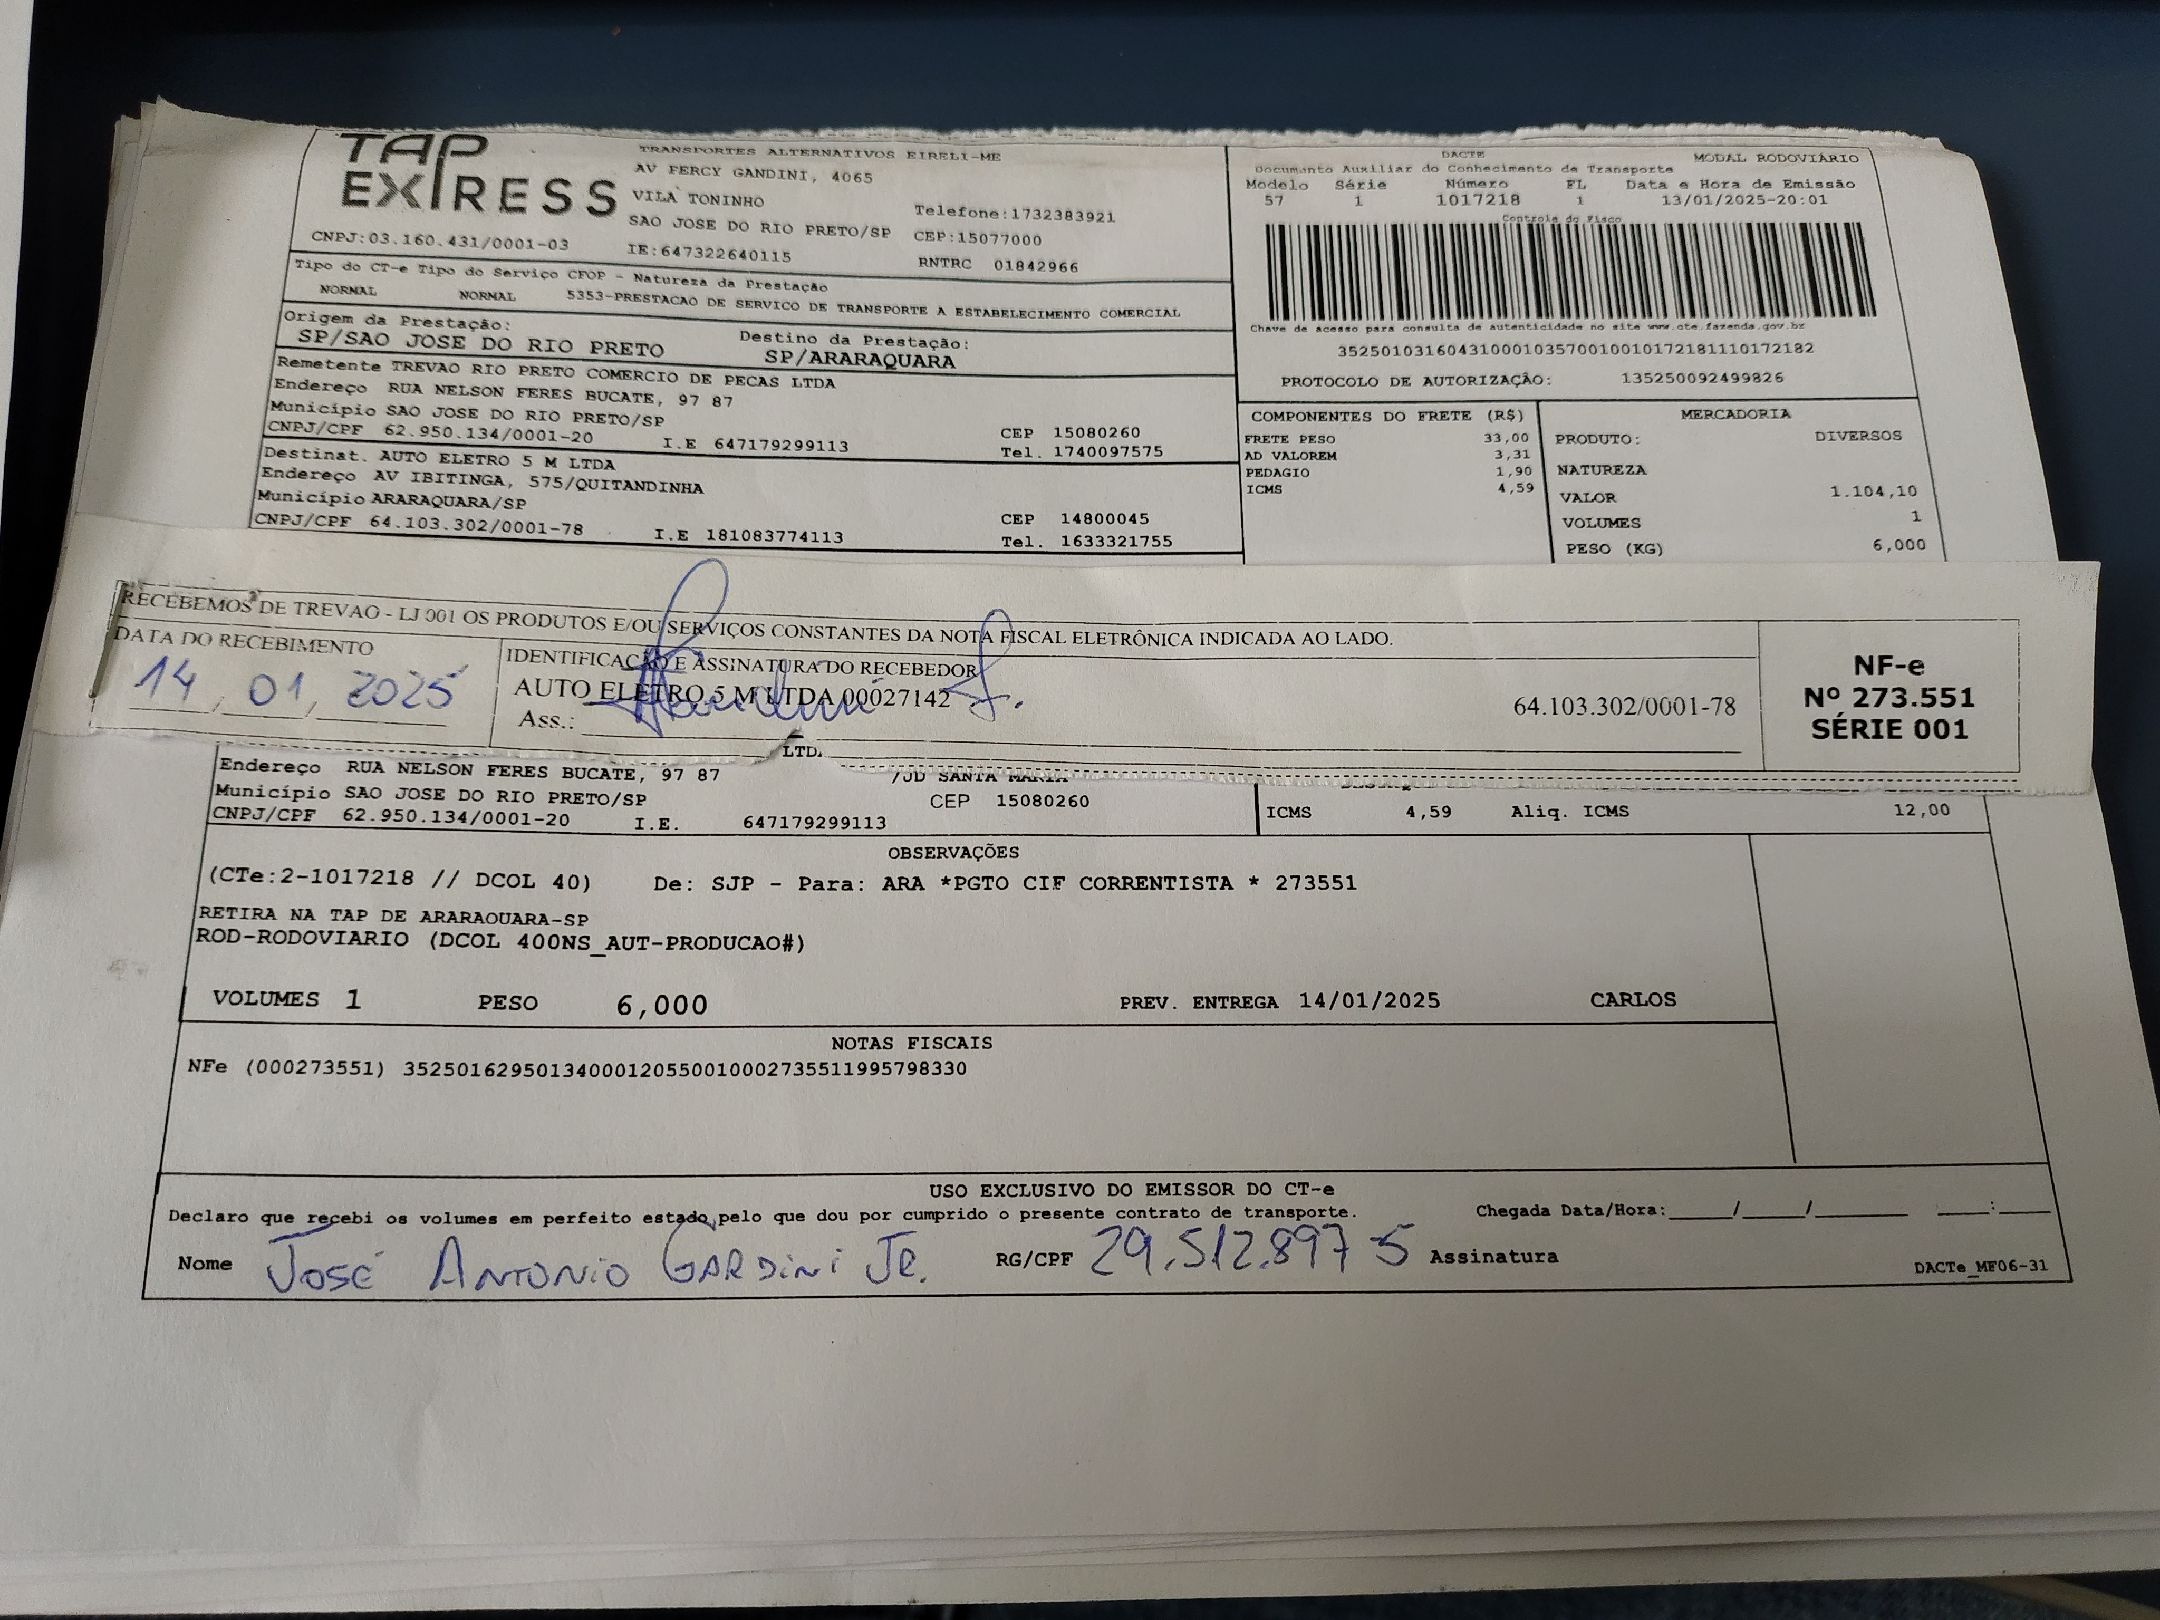 TAP EXPRESS
TRANSPORTES ALTERNATIVOS EIRELI-ME
AV FERCY GANDINI, 4065
VILA TONINHO
SAO JOSE DO RIO PRETO/SP
Telefone:1732383921
CEP:15077000
CNPJ:03.160.431/0001-03 IE:647322640115 RNTRC 01842966
DACTE MODAL RODOVIÁRIO
Documento Auxiliar do Conhecimento de Transporte
Modelo Série Número FL Data e Hora de Emissão
57 1 1017218 1 13/01/2025-20:01
Controle do Fisco
Chave de acesso para consulta de autenticidade no site www.cte.fazenda.gov.br
35250103160431000103570010010172181110172182
PROTOCOLO DE AUTORIZAÇÃO: 135250092499826
Tipo do CT-e Tipo do Serviço CFOP - Natureza da Prestação
NORMAL NORMAL 5353-PRESTACAO DE SERVICO DE TRANSPORTE A ESTABELECIMENTO COMERCIAL
Origem da Prestação: Destino da Prestação:
SP/SAO JOSE DO RIO PRETO SP/ARARAQUARA
Remetente TREVAO RIO PRETO COMERCIO DE PECAS LTDA
Endereço RUA NELSON FERES BUCATE, 97 87
Município SAO JOSE DO RIO PRETO/SP CEP 15080260
CNPJ/CPF 62.950.134/0001-20 I.E 647179299113 Tel. 1740097575
Destinat. AUTO ELETRO 5 M LTDA
Endereço AV IBITINGA, 575/QUITANDINHA
Município ARARAQUARA/SP CEP 14800045
CNPJ/CPF 64.103.302/0001-78 I.E 181083774113 Tel. 1633321755
COMPONENTES DO FRETE (R$)
FRETE PESO 33,00
AD VALOREM 3,31
PEDAGIO 1,90
ICMS 4,59
MERCADORIA
PRODUTO: DIVERSOS
NATUREZA
VALOR 1.104,10
VOLUMES 1
PESO (KG) 6,000
RECEBEMOS DE TREVAO - LJ 001 OS PRODUTOS E/OU SERVIÇOS CONSTANTES DA NOTA FISCAL ELETRÔNICA INDICADA AO LADO.
DATA DO RECEBIMENTO
14, 01, 2025
IDENTIFICAÇÃO E ASSINATURA DO RECEBEDOR
AUTO ELETRO 5 M LTDA 00027142 64.103.302/0001-78
Ass.:
NF-e
Nº 273.551
SÉRIE 001
LTD.
Endereço RUA NELSON FERES BUCATE, 97 87 /JD SANTA MARIA
Município SAO JOSE DO RIO PRETO/SP CEP 15080260
CNPJ/CPF 62.950.134/0001-20 I.E. 647179299113
ICMS 4,59 Aliq. ICMS 12,00
OBSERVAÇÕES
(CTe:2-1017218 // DCOL 40) De: SJP - Para: ARA *PGTO CIF CORRENTISTA * 273551
RETIRA NA TAP DE ARARAQUARA-SP
ROD-RODOVIARIO (DCOL 400NS_AUT-PRODUCAO#)
VOLUMES 1 PESO 6,000 PREV. ENTREGA 14/01/2025 CARLOS
NOTAS FISCAIS
NFe (000273551) 35250162950134000120550010002735511995798330
USO EXCLUSIVO DO EMISSOR DO CT-e
Declaro que recebi os volumes em perfeito estado, pelo que dou por cumprido o presente contrato de transporte. Chegada Data/Hora:____/____/______ ___:___
Nome José Antonio Gardini Jr. RG/CPF 29.512.897 5 Assinatura
DACTe_MF06-31